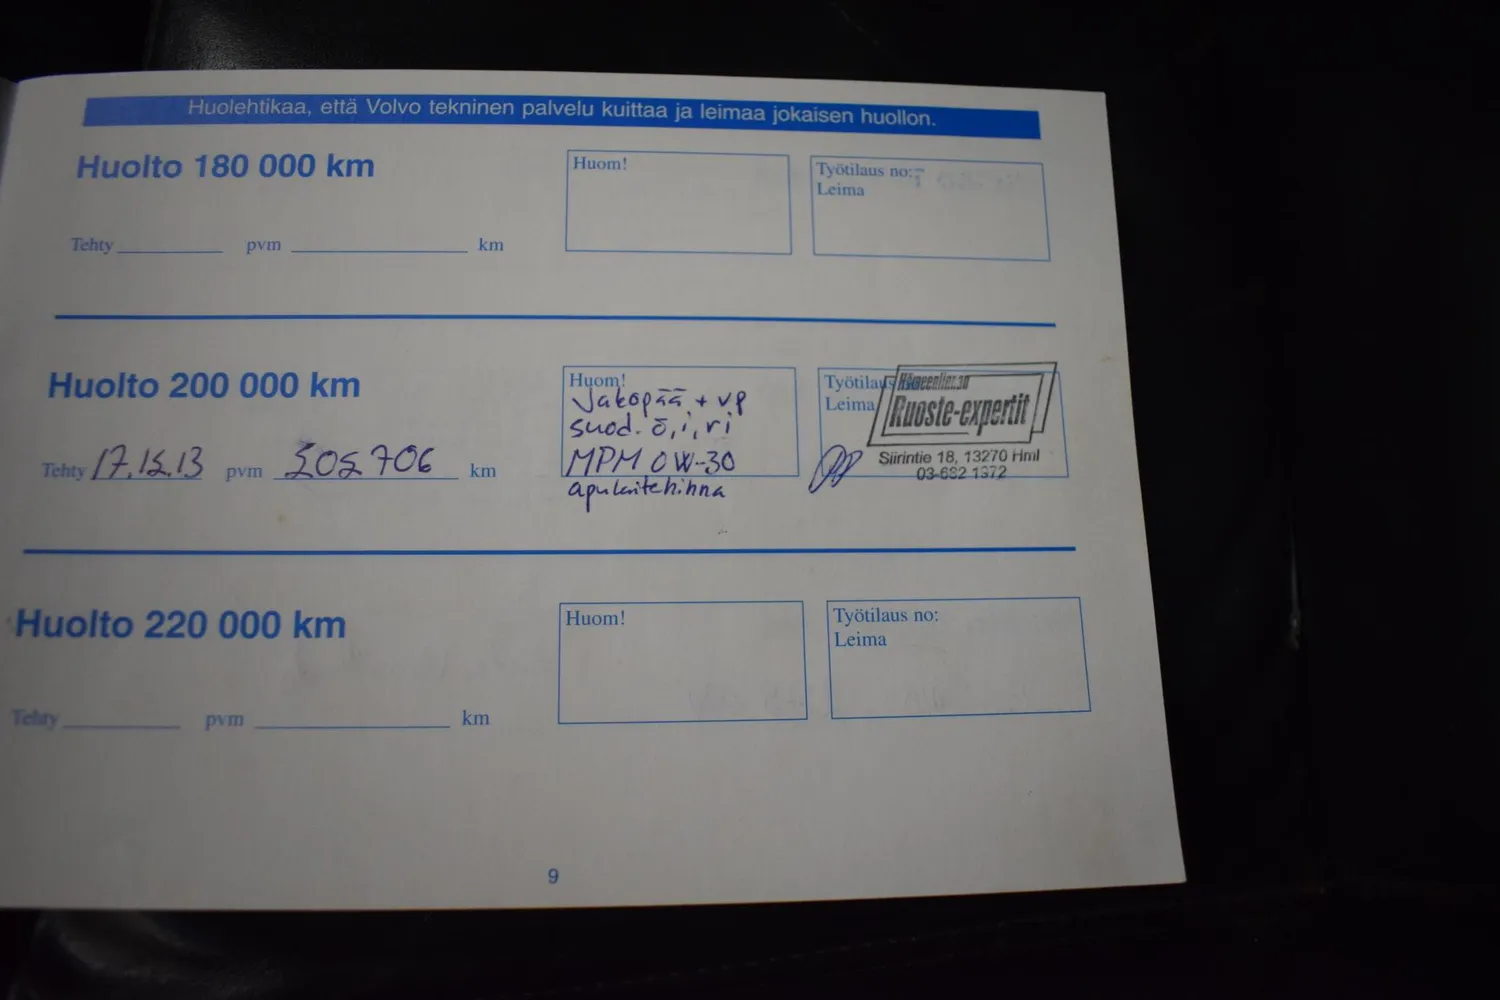 Huolehtikaa, että Volvo tekninen palvelu kuittaa ja leimaa jokaisen huollon.
Huolto 180 000 km
Huom!
Työtilaus no:
Leima
Tehty pvm km
Huolto 200 000 km
Huom!
Jakopää + vp
suod. ö, i, ri
MPM 0W-30
apulaitehihna
Työtilaus
Leima
Hämeenlinnan
Ruoste-expertit
Siirintie 18, 13270 Hml
03-682 1372
Tehty 17.12.13 pvm 202 706 km
Huolto 220 000 km
Huom!
Työtilaus no:
Leima
Tehty pvm km
9